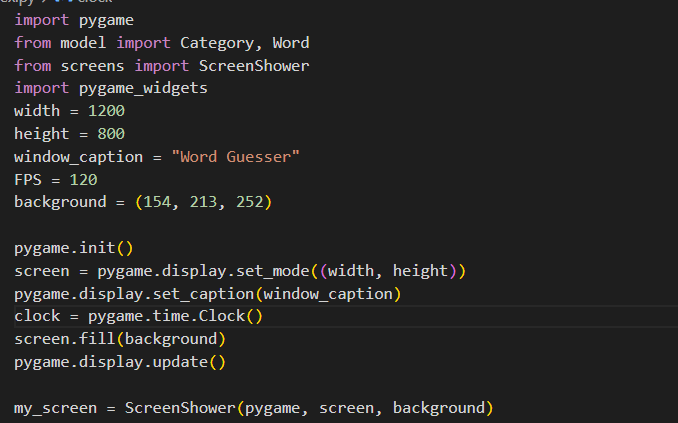 import pygame
from model import Category, Word
from screens import ScreenShower
import pygame_widgets
width = 1200
height = 800
window_caption = "Word Guesser"
FPS = 120
background = (154, 213, 252)
pygame.init()
screen = pygame.display.set_mode((width, height))
pygame.display.set_caption(window_caption)
clock = pygame.time.Clock()
screen.fill(background)
pygame.display.update()
my_screen = ScreenShower(pygame, screen, background)